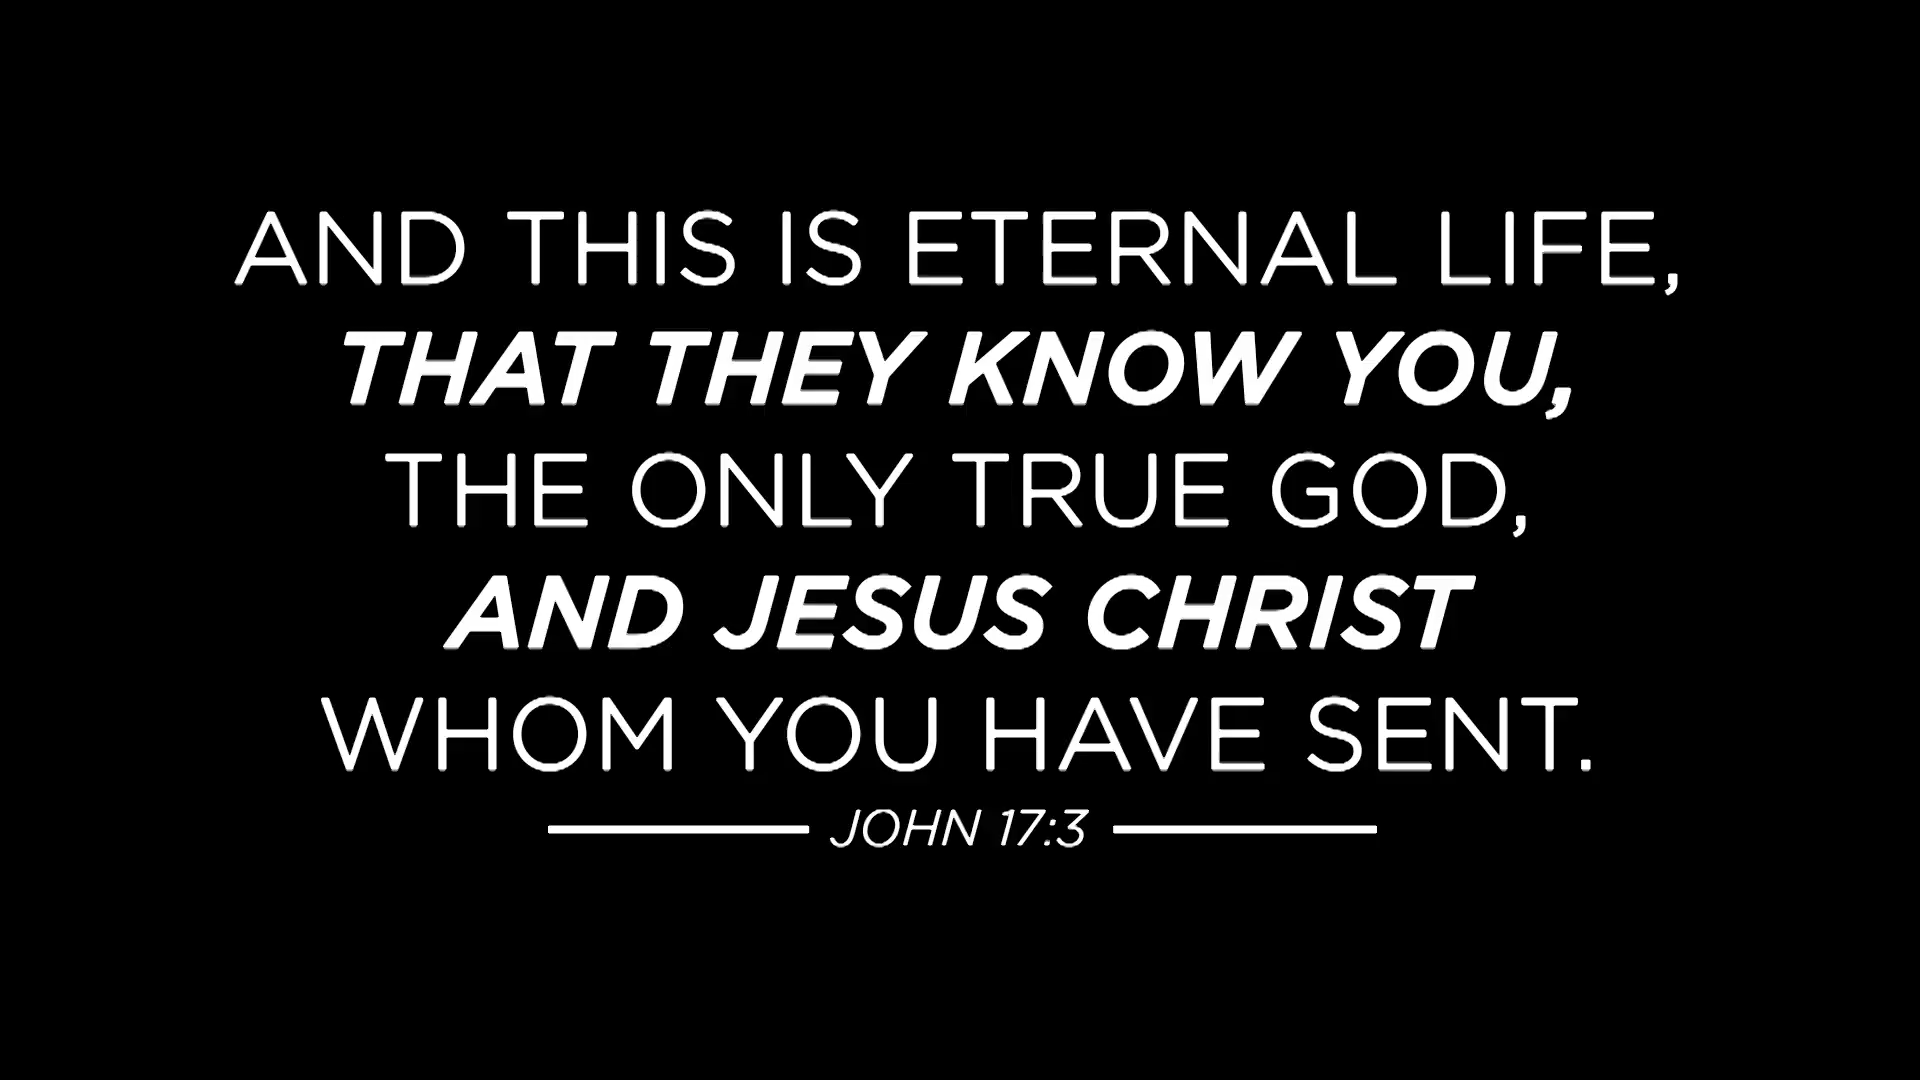 AND THIS IS ETERNAL LIFE,
THAT THEY KNOW YOU,
THE ONLY TRUE GOD,
AND JESUS CHRIST
WHOM YOU HAVE SENT.
JOHN 17:3